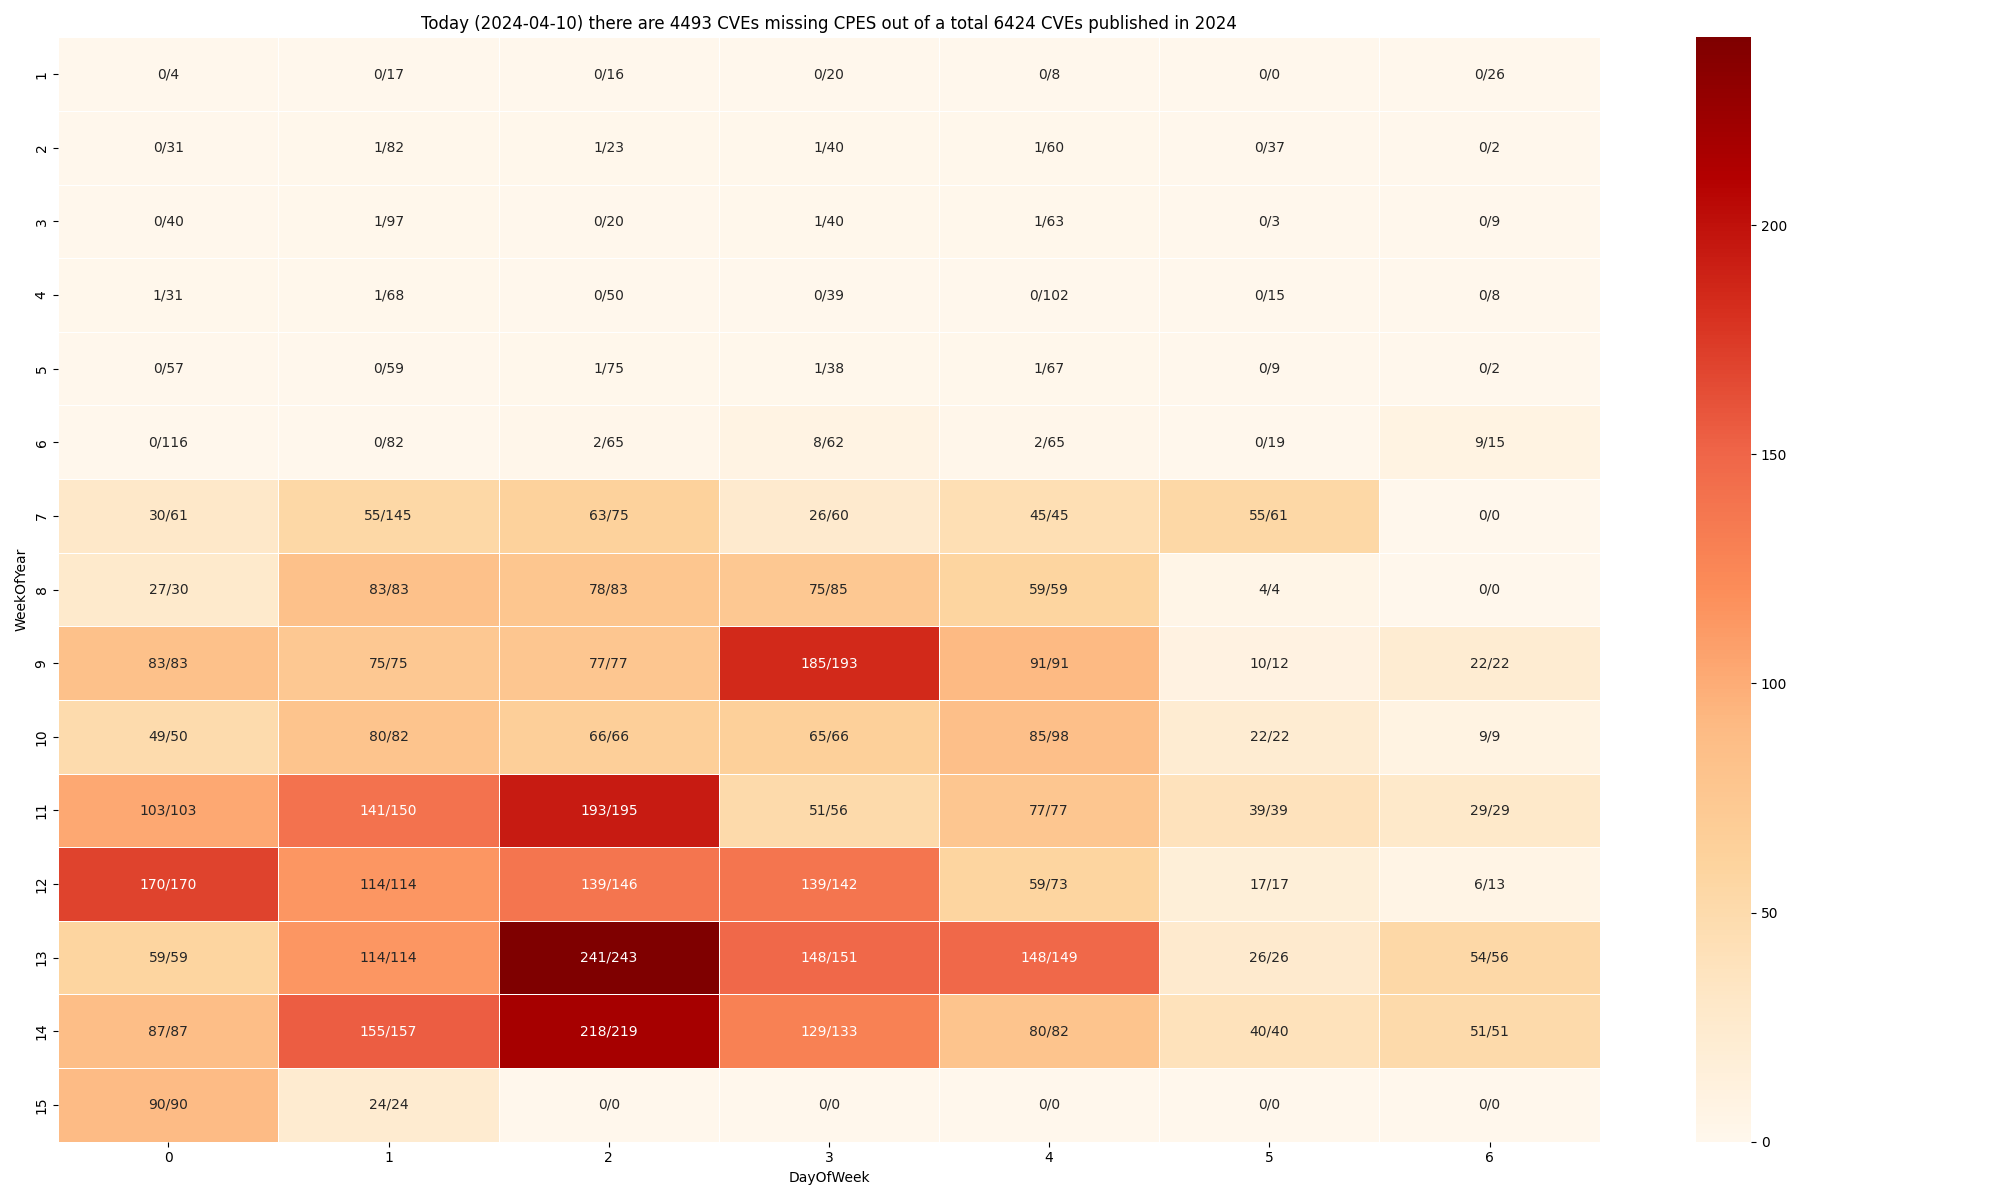 Today (2024-04-10) there are 4493 CVEs missing CPES out of a total 6424 CVEs published in 2024
WeekOfYear
1 0/4 0/17 0/16 0/20 0/8 0/0 0/26
2 0/31 1/82 1/23 1/40 1/60 0/37 0/2
3 0/40 1/97 0/20 1/40 1/63 0/3 0/9
4 1/31 1/68 0/50 0/39 0/102 0/15 0/8
5 0/57 0/59 1/75 1/38 1/67 0/9 0/2
6 0/116 0/82 2/65 8/62 2/65 0/19 9/15
7 30/61 55/145 63/75 26/60 45/45 55/61 0/0
8 27/30 83/83 78/83 75/85 59/59 4/4 0/0
9 83/83 75/75 77/77 185/193 91/91 10/12 22/22
10 49/50 80/82 66/66 65/66 85/98 22/22 9/9
11 103/103 141/150 193/195 51/56 77/77 39/39 29/29
12 170/170 114/114 139/146 139/142 59/73 17/17 6/13
13 59/59 114/114 241/243 148/151 148/149 26/26 54/56
14 87/87 155/157 218/219 129/133 80/82 40/40 51/51
15 90/90 24/24 0/0 0/0 0/0 0/0 0/0
0 1 2 3 4 5 6
DayOfWeek
200
150
100
50
0